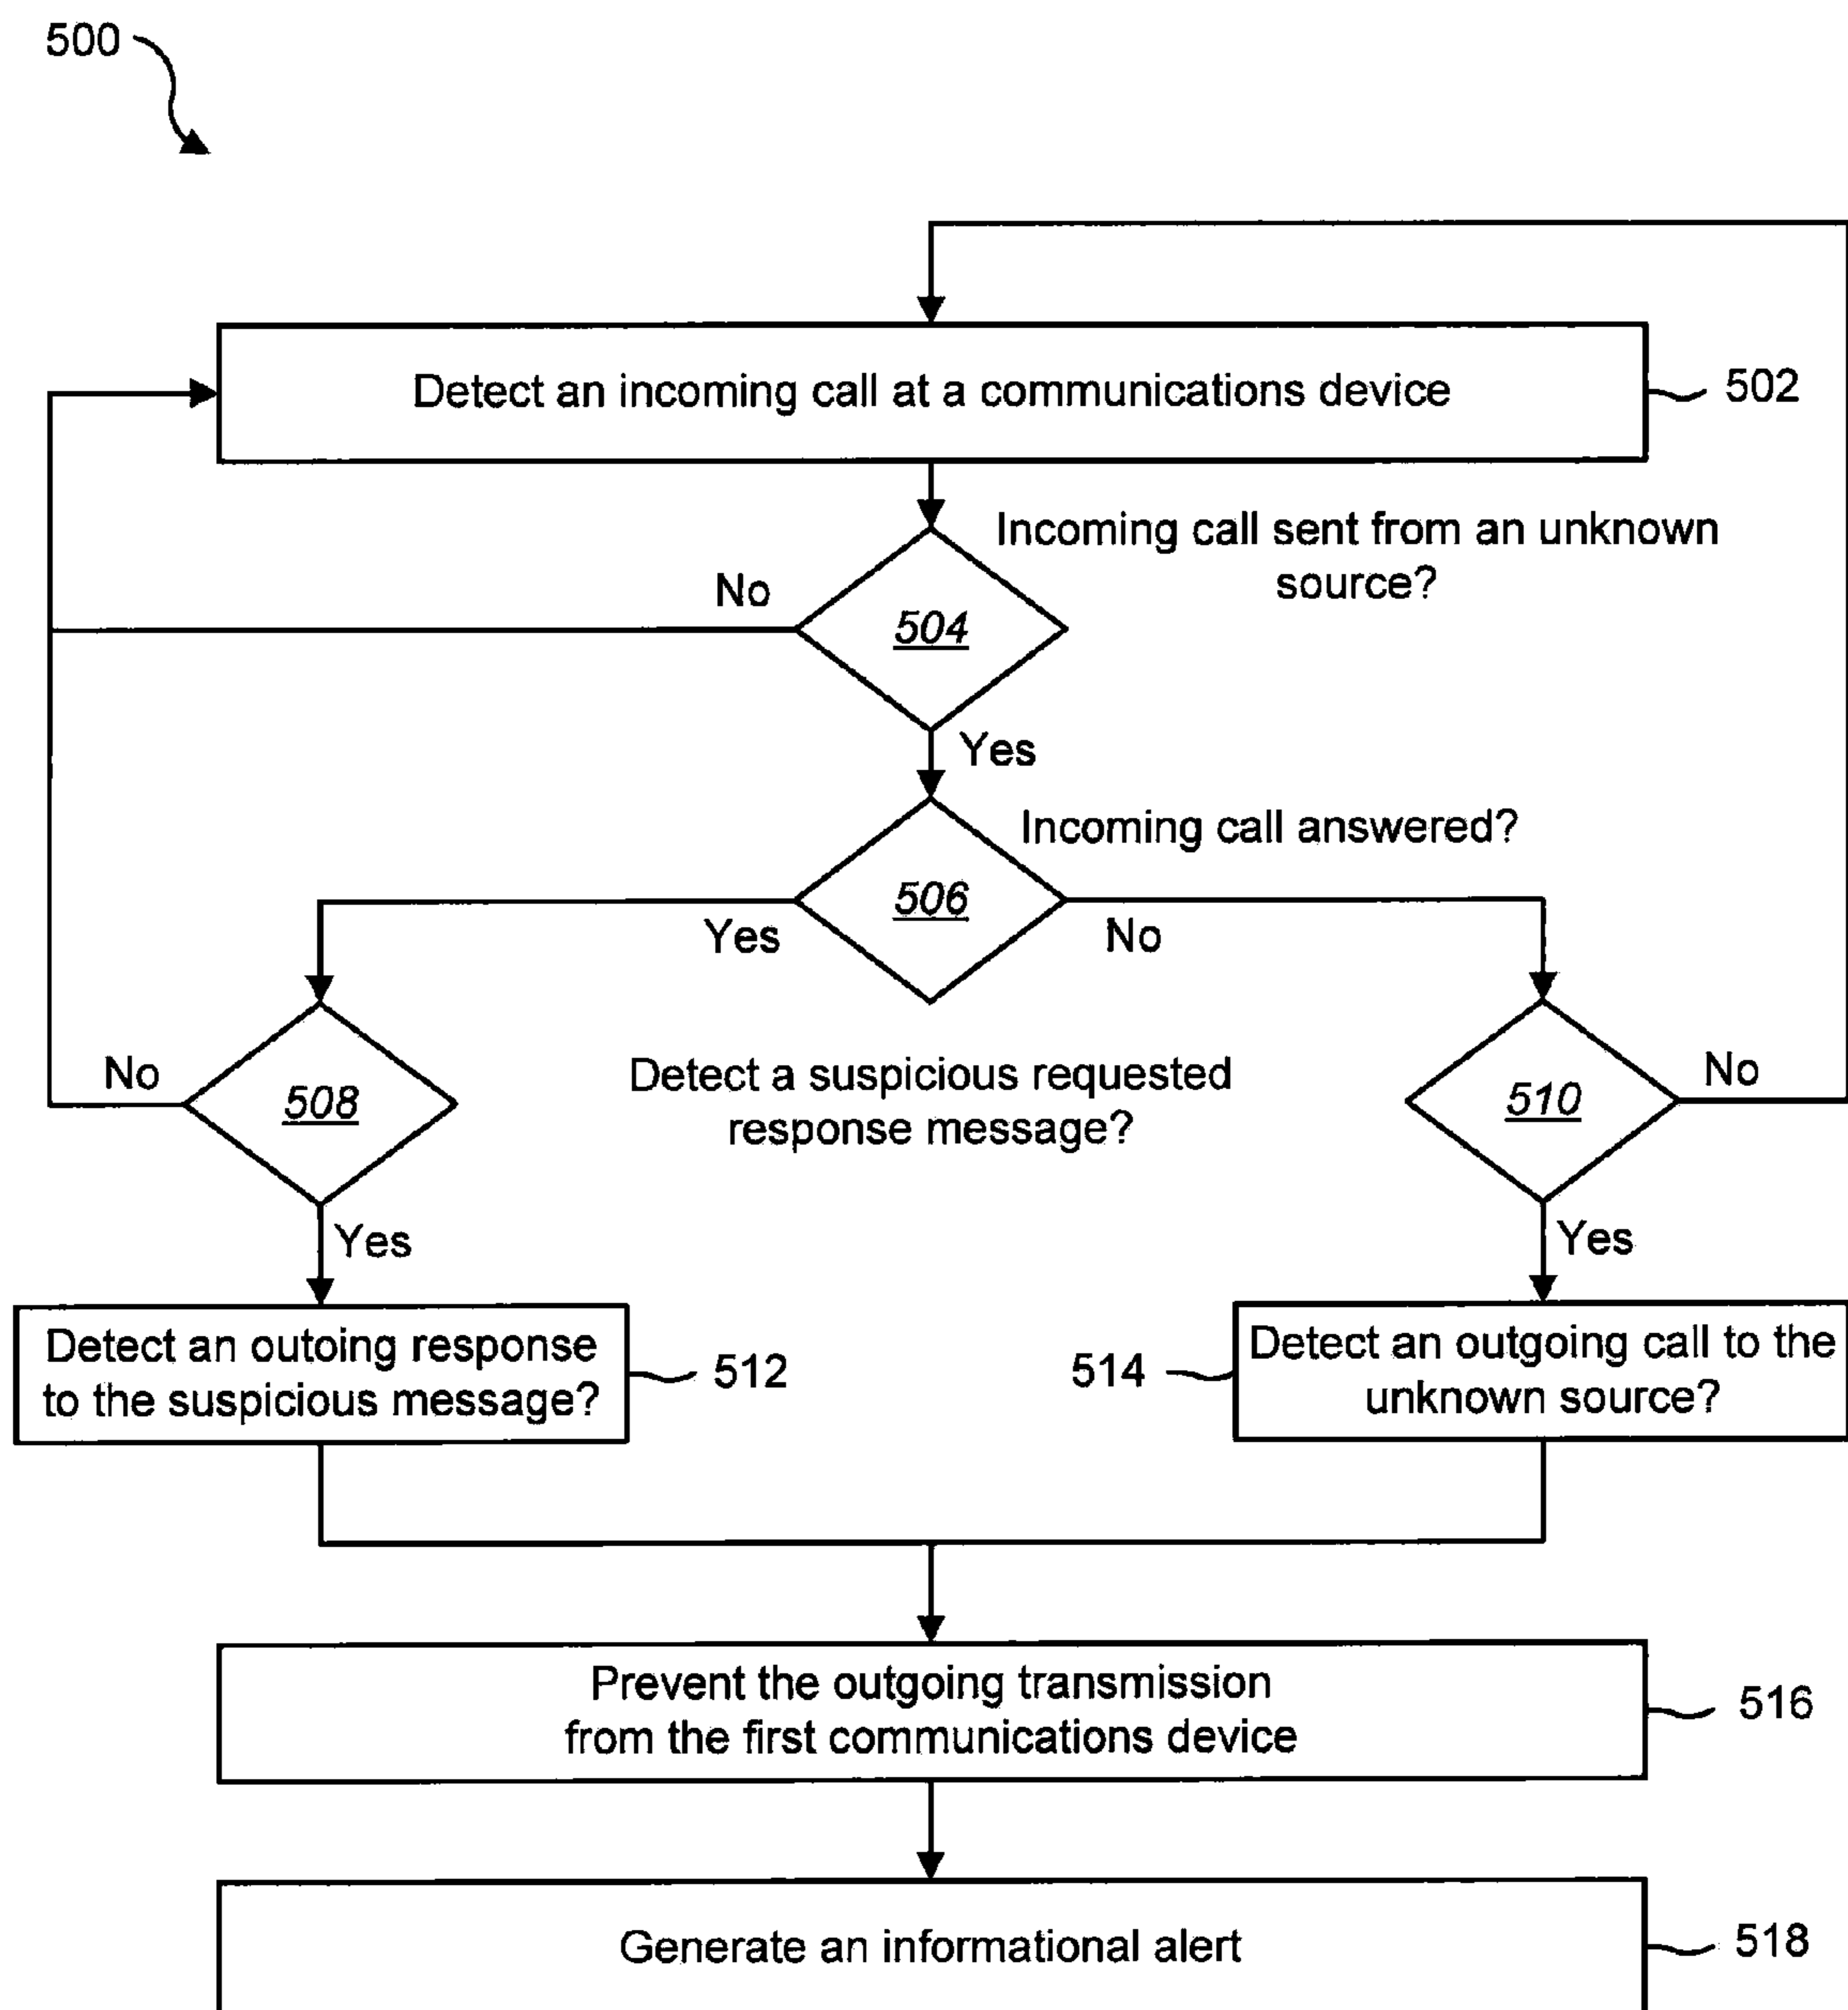 500
Detect an incoming call at a communications device
502
Incoming call sent from an unknown
source?
No
504
Yes
Incoming call answered?
506
Yes
No
No
508
Detect a suspicious requested
response message?
510
No
Yes
Yes
Detect an outoing response
to the suspicious message?
512
514
Detect an outgoing call to the
unknown source?
Prevent the outgoing transmission
from the first communications device
516
Generate an informational alert
518